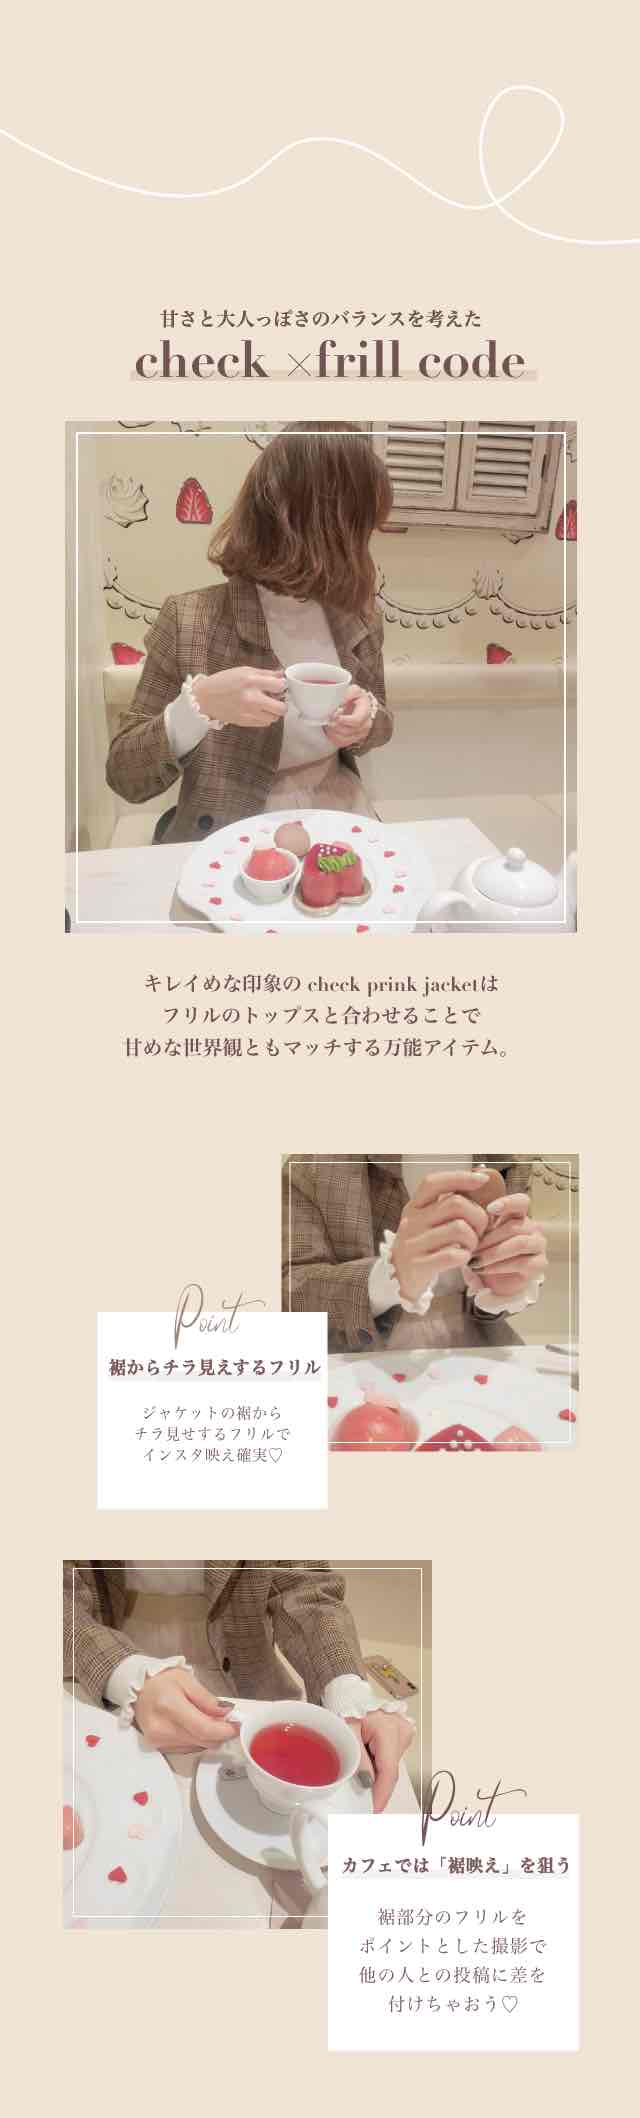 甘さと大人っぽさのバランスを考えた
check ×frill code
キレイめな印象の check prink jacketは
フリルのトップスと合わせることで
甘めな世界観ともマッチする万能アイテム。
Point
裾からチラ見えするフリル
ジャケットの裾から
チラ見せするフリルで
インスタ映え確実♡
Point
カフェでは「裾映え」を狙う
裾部分のフリルを
ポイントとした撮影で
他の人との投稿に差を
付けちゃおう♡